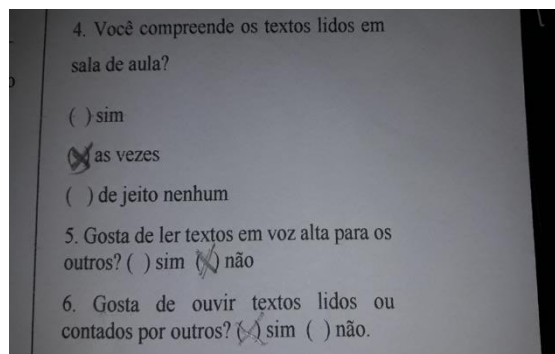 4. Você compreende os textos lidos em
sala de aula?
( ) sim
(X) as vezes
( ) de jeito nenhum
5. Gosta de ler textos em voz alta para os
outros? ( ) sim (X) não
6. Gosta de ouvir textos lidos ou
contados por outros? (X) sim ( ) não.